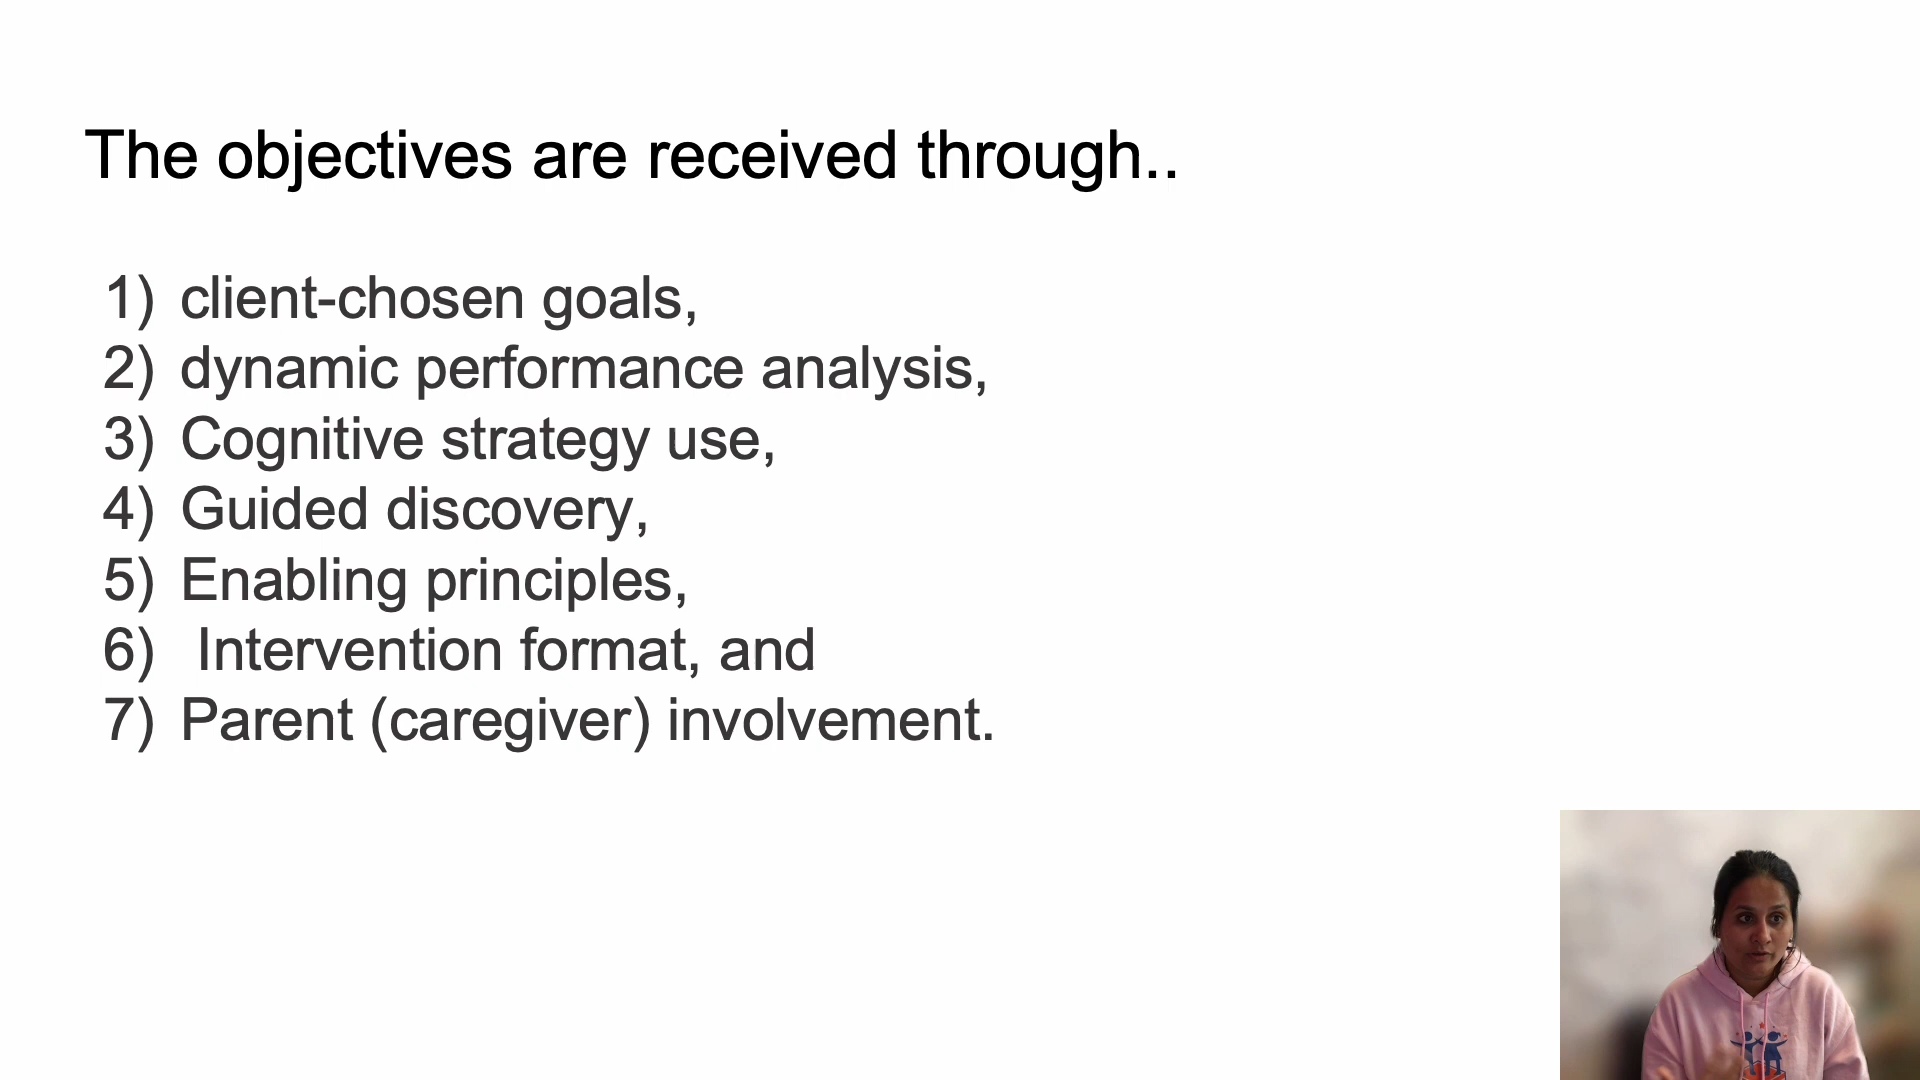 The objectives are received through..
1) client-chosen goals,
2) dynamic performance analysis,
3) Cognitive strategy use,
4) Guided discovery,
5) Enabling principles,
6) Intervention format, and
7) Parent (caregiver) involvement.